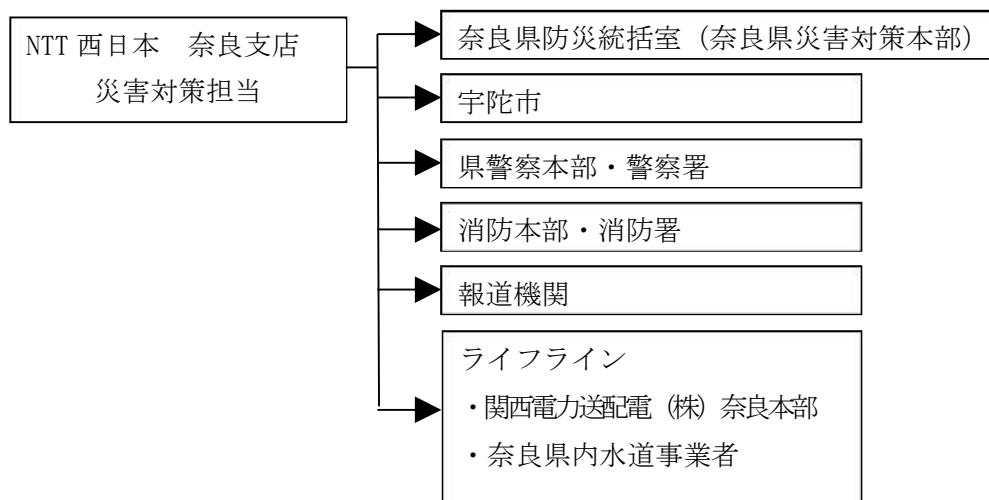 NTT 西日本　奈良支店
災害対策担当
奈良県防災統括室（奈良県災害対策本部）
宇陀市
県警察本部・警察署
消防本部・消防署
報道機関
ライフライン
・関西電力送配電（株）奈良本部
・奈良県内水道事業者